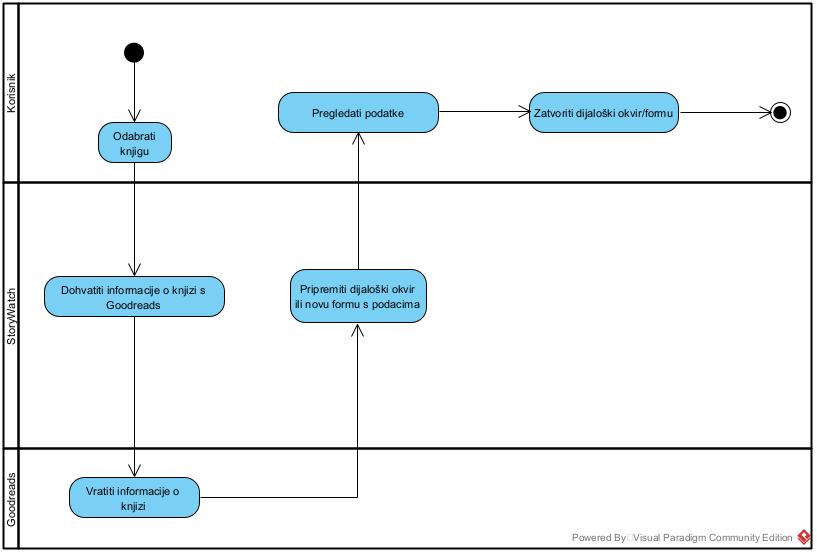 Korisnik
Odabrati
knjigu
Pregledati podatke
Zatvoriti dijaloški okvir/formu
StoryWatch
Dohvatiti informacije o knjizi s
Goodreads
Pripremiti dijaloški okvir
ili novu formu s podacima
Goodreads
Vratiti informacije o
knjizi
Powered By Visual Paradigm Community Edition